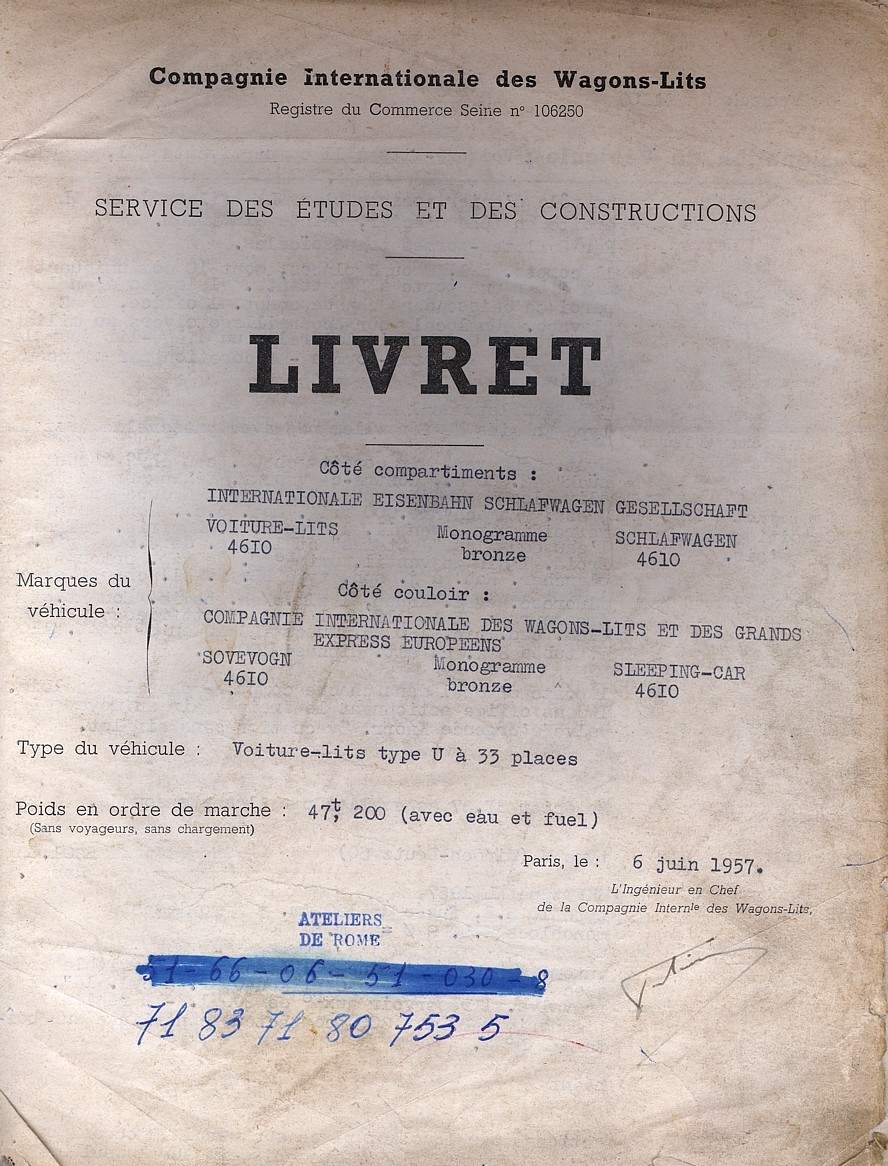 Compagnie Internationale des Wagons-Lits
Registre du Commerce Seine nº 106250
SERVICE DES ÉTUDES ET DES CONSTRUCTIONS
LIVRET
Côté compartiments :
INTERNATIONALE EISENBAHN SCHLAFWAGEN GESELLSCHAFT
VOITURE-LITS Monogramme SCHLAFWAGEN
4610 bronze 4610
Marques du
véhicule :
Côté couloir :
COMPAGNIE INTERNATIONALE DES WAGONS-LITS ET DES GRANDS
EXPRESS EUROPEENS
SOVEVOGN Monogramme SLEEPING-CAR
4610 bronze 4610
Type du véhicule : Voiture-lits type U à 33 places
Poids en ordre de marche : 47t, 200 (avec eau et fuel)
(Sans voyageurs, sans chargement)
Paris, le : 6 juin 1957.
L'Ingénieur en Chef
de la Compagnie Internle des Wagons-Lits,
ATELIERS
DE ROME
51-66-06-51-030-8
71 83 71 80 753 5